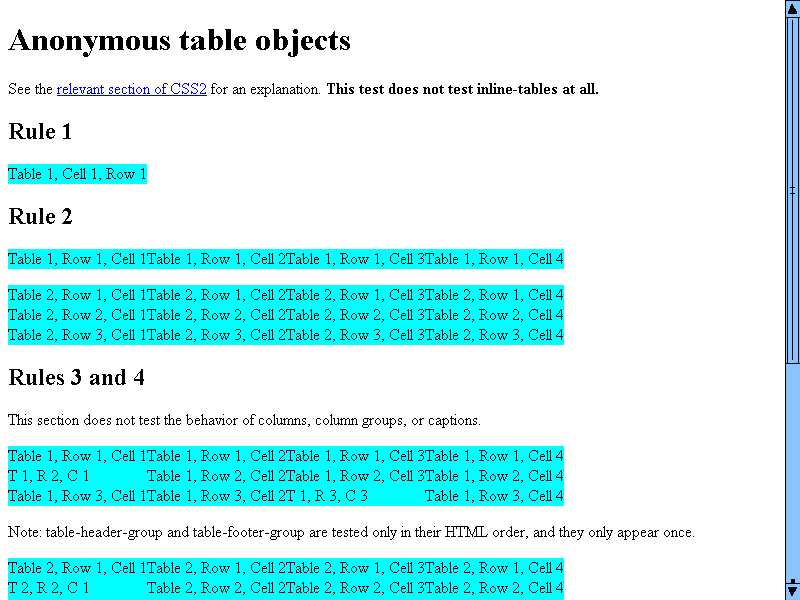 Anonymous table objects
See the relevant section of CSS2 for an explanation. This test does not test inline-tables at all.
Rule 1
Table 1, Cell 1, Row 1
Rule 2
Table 1, Row 1, Cell 1Table 1, Row 1, Cell 2Table 1, Row 1, Cell 3Table 1, Row 1, Cell 4
Table 2, Row 1, Cell 1Table 2, Row 1, Cell 2Table 2, Row 1, Cell 3Table 2, Row 1, Cell 4
Table 2, Row 2, Cell 1Table 2, Row 2, Cell 2Table 2, Row 2, Cell 3Table 2, Row 2, Cell 4
Table 2, Row 3, Cell 1Table 2, Row 3, Cell 2Table 2, Row 3, Cell 3Table 2, Row 3, Cell 4
Rules 3 and 4
This section does not test the behavior of columns, column groups, or captions.
Table 1, Row 1, Cell 1Table 1, Row 1, Cell 2Table 1, Row 1, Cell 3Table 1, Row 1, Cell 4
T 1, R 2, C 1 Table 1, Row 2, Cell 2Table 1, Row 2, Cell 3Table 1, Row 2, Cell 4
Table 1, Row 3, Cell 1Table 1, Row 3, Cell 2T 1, R 3, C 3 Table 1, Row 3, Cell 4
Note: table-header-group and table-footer-group are tested only in their HTML order, and they only appear once.
Table 2, Row 1, Cell 1Table 2, Row 1, Cell 2Table 2, Row 1, Cell 3Table 2, Row 1, Cell 4
T 2, R 2, C 1 Table 2, Row 2, Cell 2Table 2, Row 2, Cell 3Table 2, Row 2, Cell 4